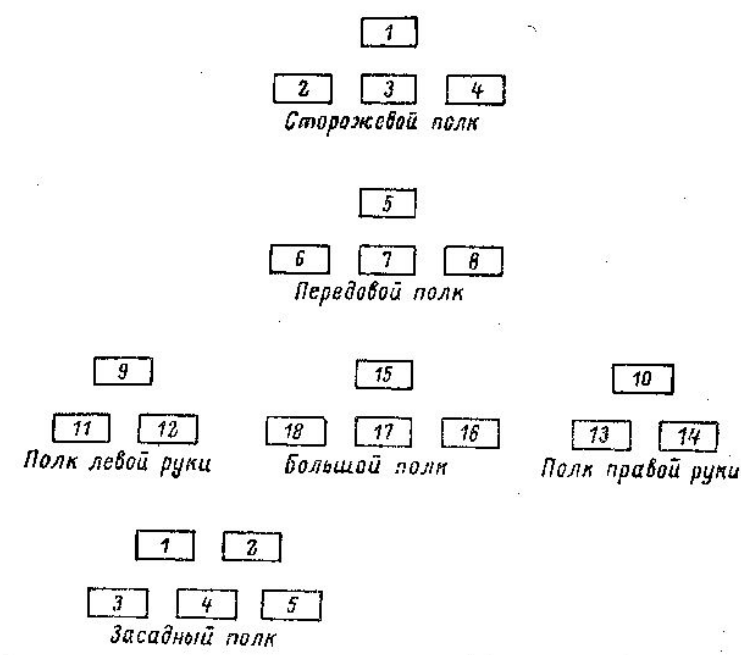 1
2 3 4
Сторожевой полк
5
6 7 8
Передовой полк
9 15 10
11 12 18 17 16 13 14
Полк левой руки Большой полк Полк правой руки
1 2
3 4 5
Засадный полк